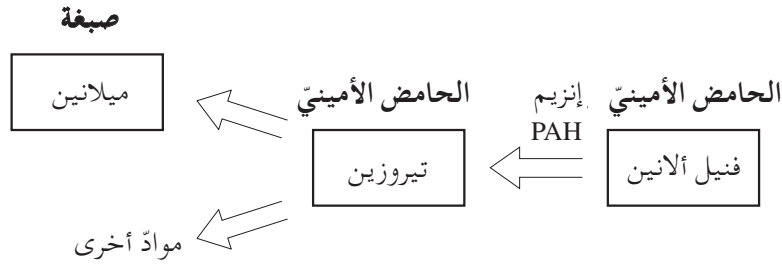 صبغة
ميلانين
الحامض الأمينيّ
إنزيم
PAH
الحامض الأمينيّ
فنيل ألانين
تيروزين
موادّ أخرى